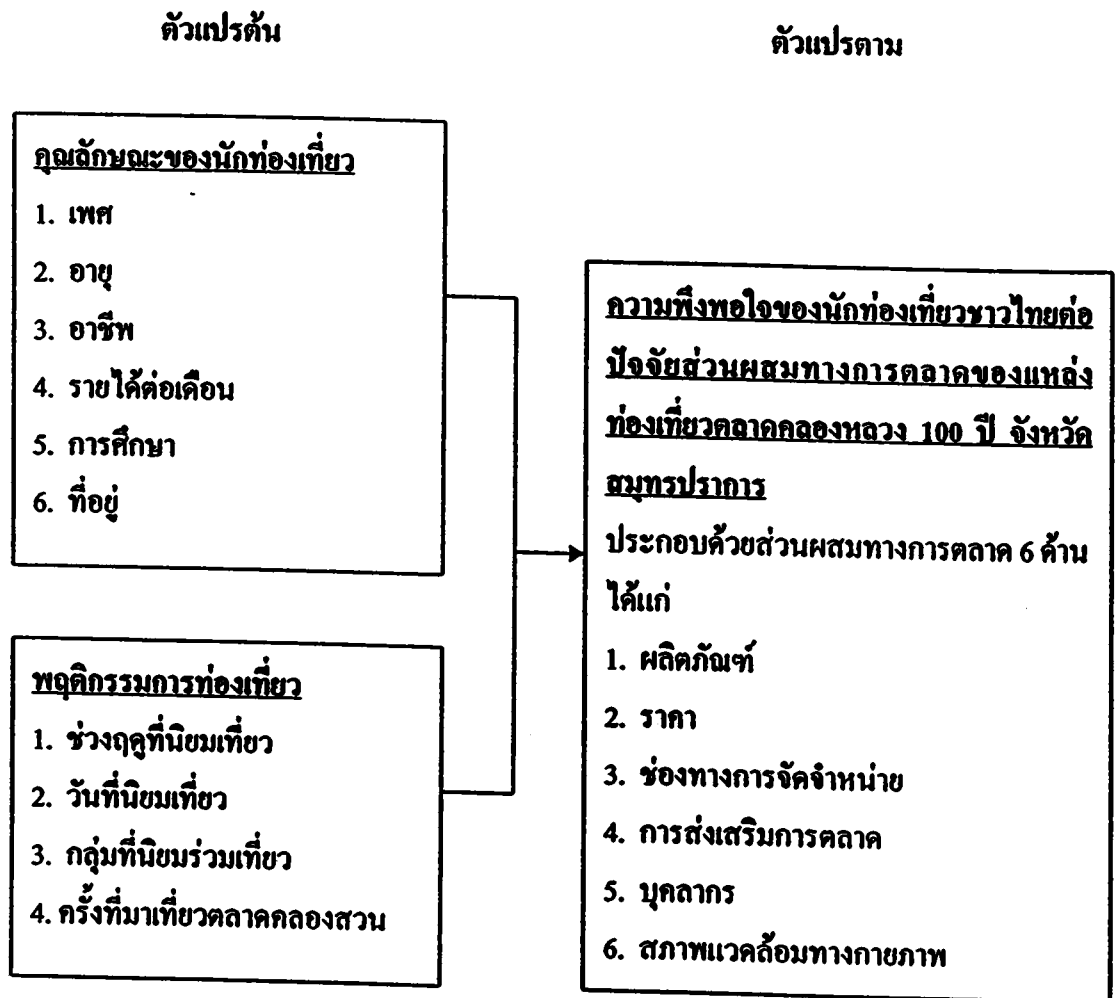 ตัวแปรต้น
ตัวแปรตาม
คุณลักษณะของนักท่องเที่ยว
1. เพศ
2. อายุ
3. อาชีพ
4. รายได้ต่อเดือน
5. การศึกษา
6. ที่อยู่
พฤติกรรมการท่องเที่ยว
1. ช่วงฤดูที่นิยมเที่ยว
2. วันที่นิยมเที่ยว
3. กลุ่มที่นิยมร่วมเที่ยว
4. ครั้งที่มาเที่ยวตลาดคลองสวน
ความพึงพอใจของนักท่องเที่ยวชาวไทยต่อ
ปัจจัยส่วนผสมทางการตลาดของแหล่ง
ท่องเที่ยวตลาดคลองหลวง 100 ปี จังหวัด
สมุทรปราการ
ประกอบด้วยส่วนผสมทางการตลาด 6 ด้าน
ได้แก่
1. ผลิตภัณฑ์
2. ราคา
3. ช่องทางการจัดจำหน่าย
4. การส่งเสริมการตลาด
5. บุคลากร
6. สภาพแวดล้อมทางกายภาพ